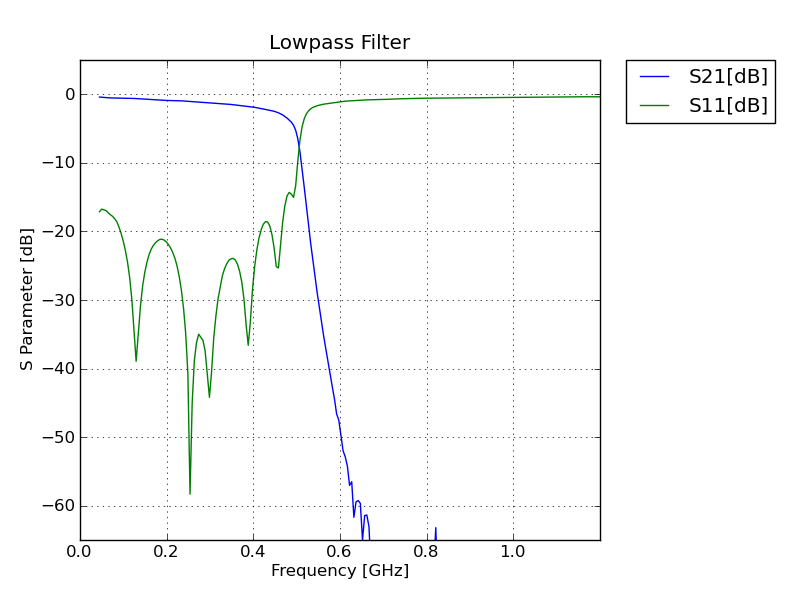 Lowpass Filter
S21[dB]
S11[dB]
S Parameter [dB]
0
−10
−20
−30
−40
−50
−60
0.0 0.2 0.4 0.6 0.8 1.0
Frequency [GHz]